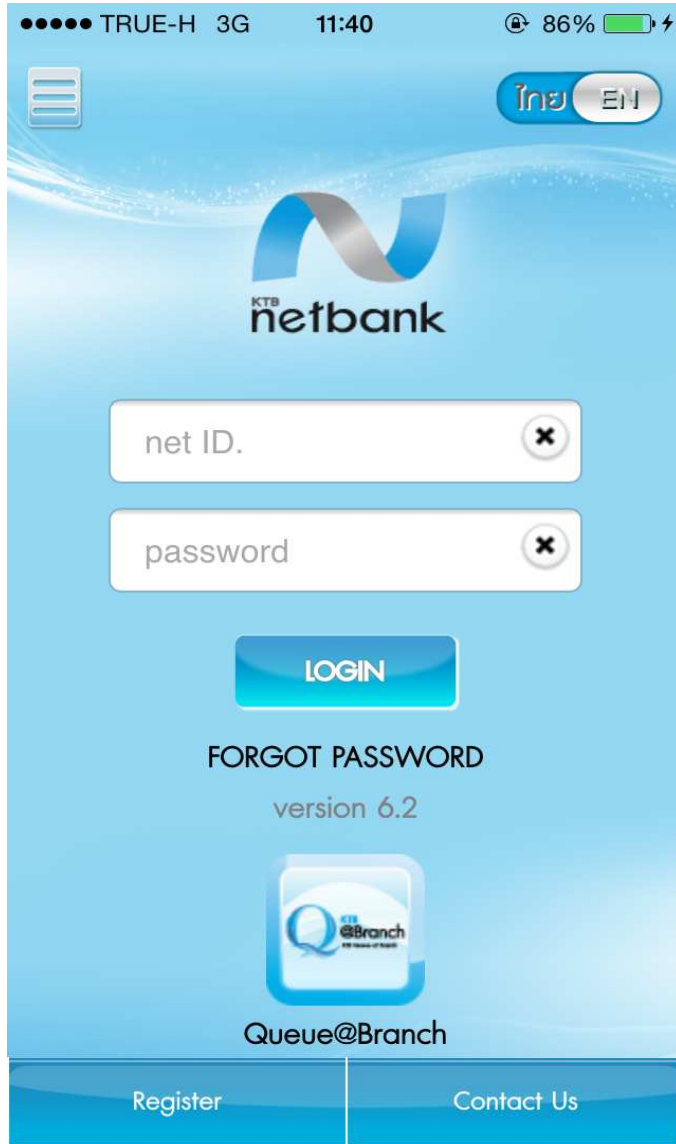 TRUE-H 3G 11:40 86%
ไทย EN
KTB
netbank
net ID.
password
LOGIN
FORGOT PASSWORD
version 6.2
Q KTB
@Branch
Queue@Branch
Register Contact Us